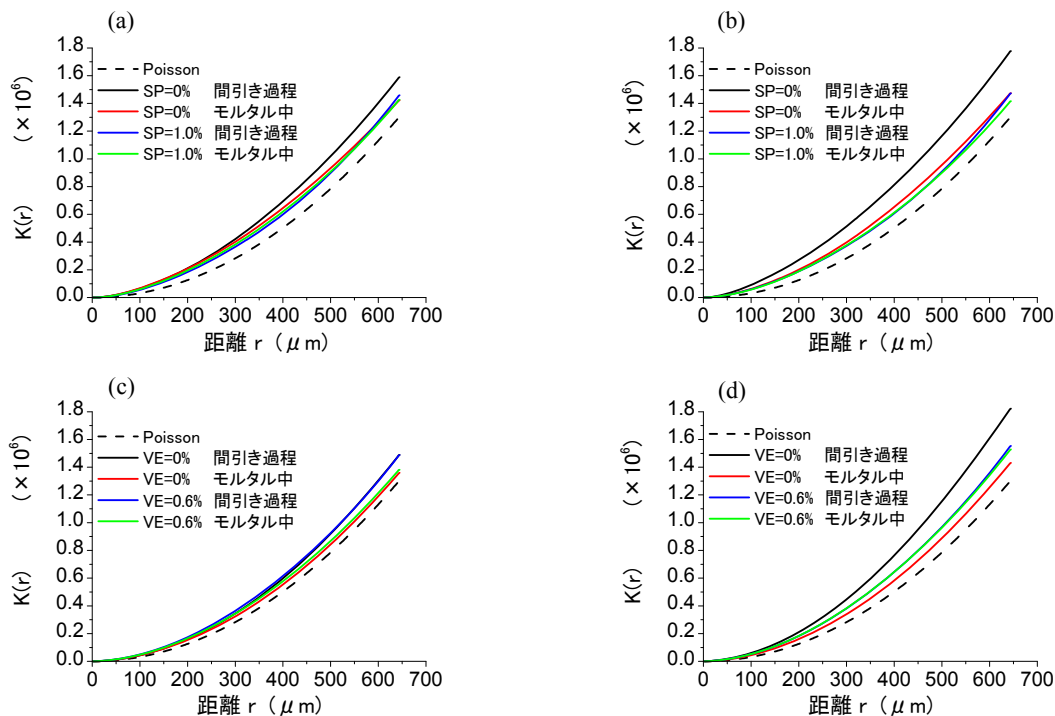 (a)
K(r) (×10⁶)
1.8
1.6
1.4
1.2
1.0
0.8
0.6
0.4
0.2
0.0
Poisson
SP=0% 間引き過程
SP=0% モルタル中
SP=1.0% 間引き過程
SP=1.0% モルタル中
0 100 200 300 400 500 600 700
距離 r (μm)
(b)
K(r) (×10⁶)
1.8
1.6
1.4
1.2
1.0
0.8
0.6
0.4
0.2
0.0
Poisson
SP=0% 間引き過程
SP=0% モルタル中
SP=1.0% 間引き過程
SP=1.0% モルタル中
0 100 200 300 400 500 600 700
距離 r (μm)
(c)
K(r) (×10⁶)
1.8
1.6
1.4
1.2
1.0
0.8
0.6
0.4
0.2
0.0
Poisson
VE=0% 間引き過程
VE=0% モルタル中
VE=0.6% 間引き過程
VE=0.6% モルタル中
0 100 200 300 400 500 600 700
距離 r (μm)
(d)
K(r) (×10⁶)
1.8
1.6
1.4
1.2
1.0
0.8
0.6
0.4
0.2
0.0
Poisson
VE=0% 間引き過程
VE=0% モルタル中
VE=0.6% 間引き過程
VE=0.6% モルタル中
0 100 200 300 400 500 600 700
距離 r (μm)